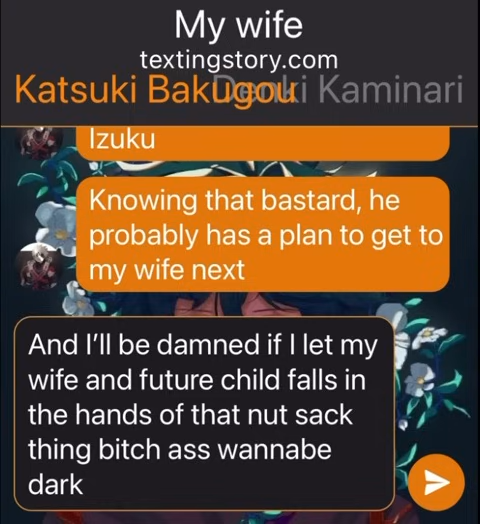 My wife
textingstory.com
Katsuki Bakugou Denki Kaminari
Izuku
Knowing that bastard, he
probably has a plan to get to
my wife next
And I'll be damned if I let my
wife and future child falls in
the hands of that nut sack
thing bitch ass wannabe
dark